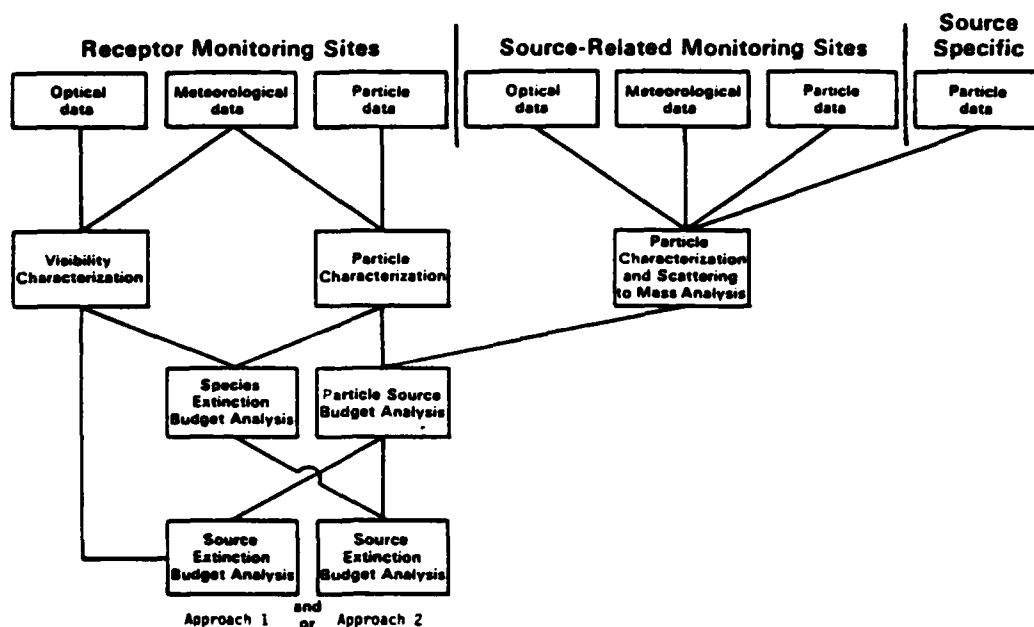 Receptor Monitoring Sites
Source-Related Monitoring Sites
Source
Specific
Optical
data
Meteorological
data
Particle
data
Optical
data
Meteorological
data
Particle
data
Particle
data
Visibility
Characterization
Particle
Characterization
Particle
Characterization
and Scattering
to Mass Analysis
Species
Extinction
Budget Analysis
Particle Source
Budget Analysis
Source
Extinction
Budget Analysis
Source
Extinction
Budget Analysis
Approach 1
and
or
Approach 2